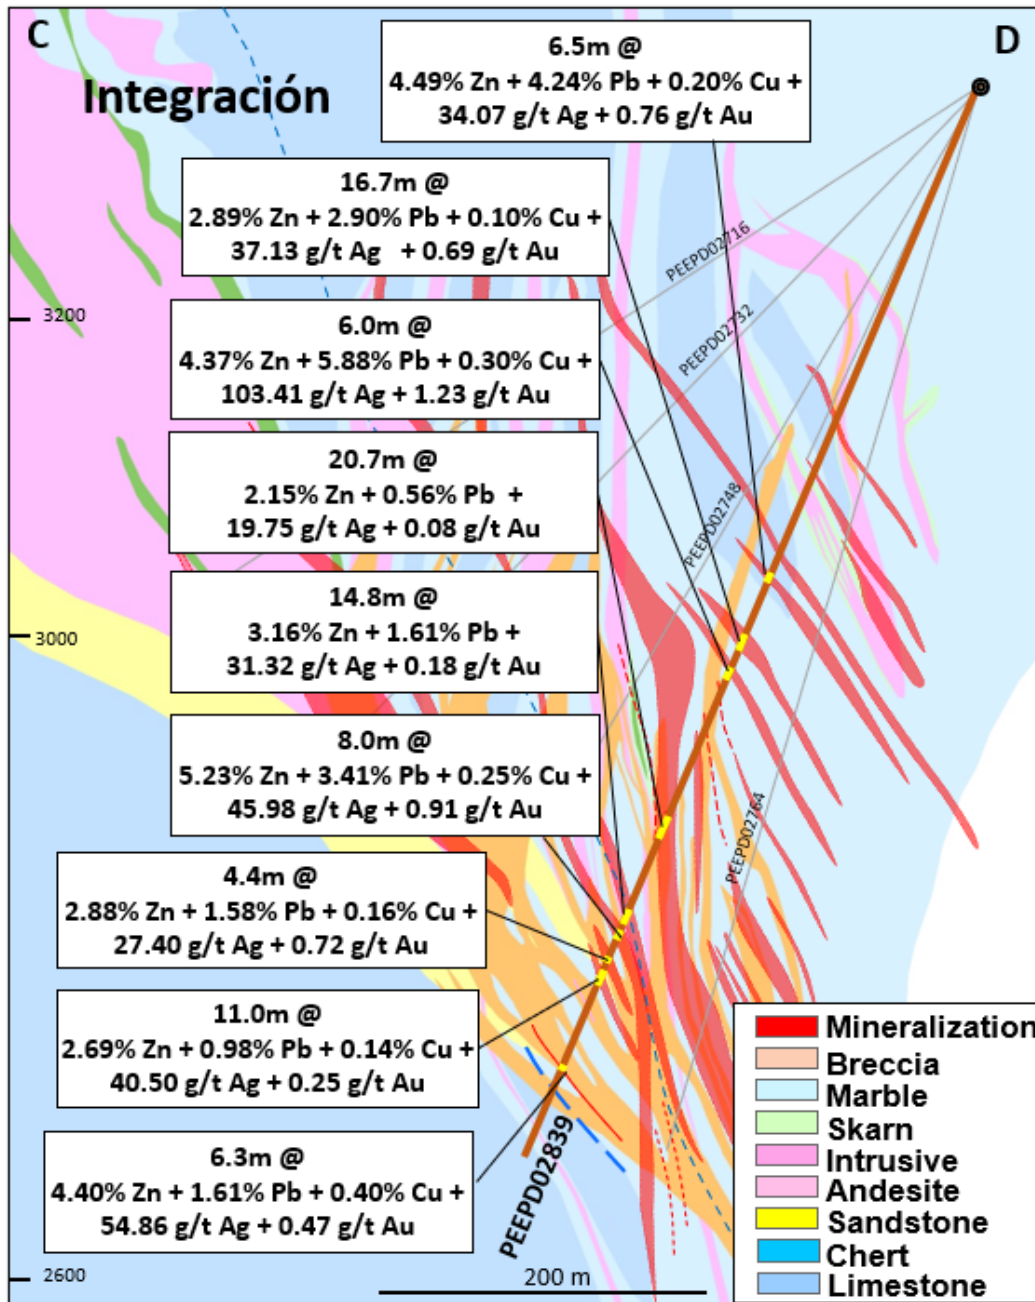 C
D
Integración
6.5m @
4.49% Zn + 4.24% Pb + 0.20% Cu +
34.07 g/t Ag + 0.76 g/t Au
16.7m @
2.89% Zn + 2.90% Pb + 0.10% Cu +
37.13 g/t Ag + 0.69 g/t Au
6.0m @
4.37% Zn + 5.88% Pb + 0.30% Cu +
103.41 g/t Ag + 1.23 g/t Au
20.7m @
2.15% Zn + 0.56% Pb +
19.75 g/t Ag + 0.08 g/t Au
14.8m @
3.16% Zn + 1.61% Pb +
31.32 g/t Ag + 0.18 g/t Au
8.0m @
5.23% Zn + 3.41% Pb + 0.25% Cu +
45.98 g/t Ag + 0.91 g/t Au
4.4m @
2.88% Zn + 1.58% Pb + 0.16% Cu +
27.40 g/t Ag + 0.72 g/t Au
11.0m @
2.69% Zn + 0.98% Pb + 0.14% Cu +
40.50 g/t Ag + 0.25 g/t Au
6.3m @
4.40% Zn + 1.61% Pb + 0.40% Cu +
54.86 g/t Ag + 0.47 g/t Au
PEEPD02716
PEEPD02732
PEEPD02748
PEEPD02764
PEEPD02839
3200
3000
2600
200 m
Mineralization
Breccia
Marble
Skarn
Intrusive
Andesite
Sandstone
Chert
Limestone